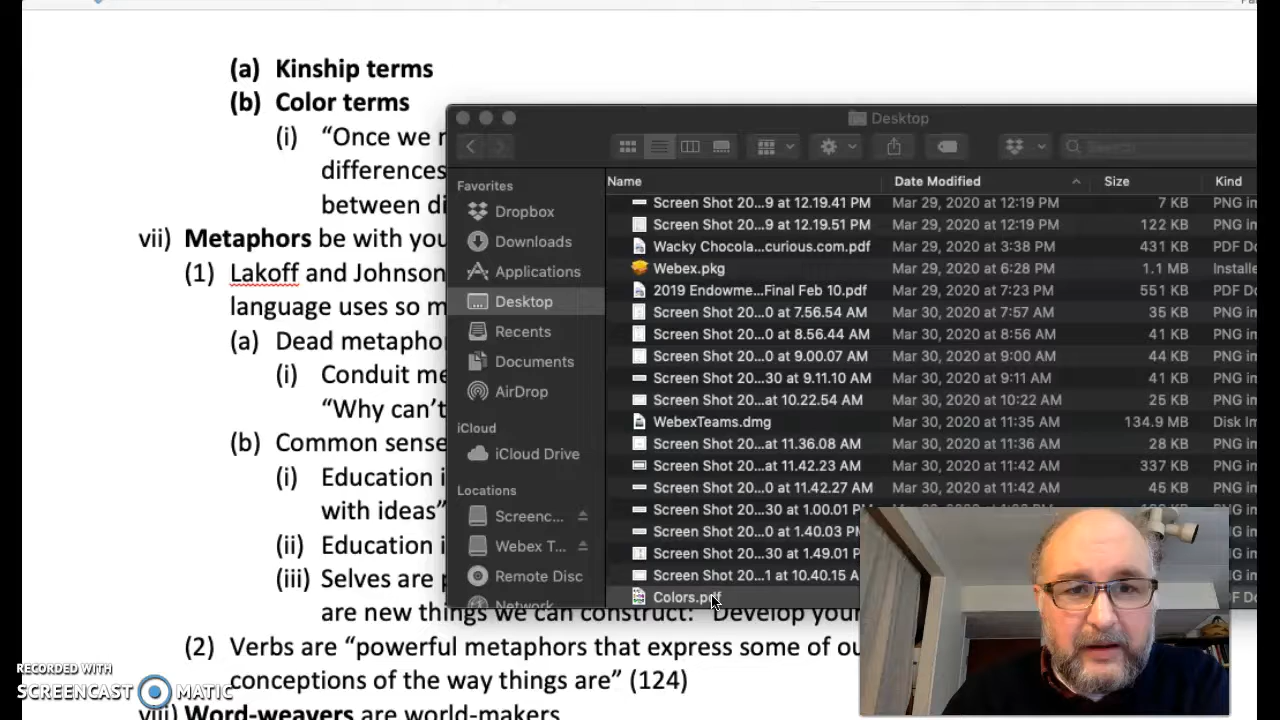 (a) Kinship terms
(b) Color terms
(i) “Once we r
differences
between di
vii) Metaphors be with you
(1) Lakoff and Johnson
language uses so m
(a) Dead metapho
(i) Conduit me
“Why can’t
(b) Common sense
(i) Education i
with ideas”
(ii) Education i
(iii) Selves are p
are new things we can construct: “Develop your
(2) Verbs are “powerful metaphors that express some of ou
conceptions of the way things are” (124)
viii) Word-weavers are world-makers
Desktop
Search
Favorites
Dropbox
Downloads
Applications
Desktop
Recents
Documents
AirDrop
iCloud
iCloud Drive
Locations
Screenc...
Webex T...
Remote Disc
Network
Name Date Modified Size Kind
Screen Shot 20...9 at 12.19.41 PM Mar 29, 2020 at 12:19 PM 7 KB PNG im
Screen Shot 20...9 at 12.19.51 PM Mar 29, 2020 at 12:19 PM 122 KB PNG im
Wacky Chocola...curious.com.pdf Mar 29, 2020 at 3:38 PM 431 KB PDF Do
Webex.pkg Mar 29, 2020 at 6:28 PM 1.1 MB Installe
2019 Endowme...Final Feb 10.pdf Mar 29, 2020 at 7:23 PM 551 KB PDF Do
Screen Shot 20...0 at 7.56.54 AM Mar 30, 2020 at 7:57 AM 35 KB PNG im
Screen Shot 20...0 at 8.56.44 AM Mar 30, 2020 at 8:56 AM 41 KB PNG im
Screen Shot 20...0 at 9.00.07 AM Mar 30, 2020 at 9:00 AM 44 KB PNG im
Screen Shot 20...30 at 9.11.10 AM Mar 30, 2020 at 9:11 AM 41 KB PNG im
Screen Shot 20...at 10.22.54 AM Mar 30, 2020 at 10:22 AM 25 KB PNG im
WebexTeams.dmg Mar 30, 2020 at 11:35 AM 134.9 MB Disk Im
Screen Shot 20...at 11.36.08 AM Mar 30, 2020 at 11:36 AM 28 KB PNG im
Screen Shot 20...at 11.42.23 AM Mar 30, 2020 at 11:42 AM 337 KB PNG im
Screen Shot 20...0 at 11.42.27 AM Mar 30, 2020 at 11:42 AM 45 KB PNG im
Screen Shot 20...30 at 1.00.01 PM
Screen Shot 20...0 at 1.40.03 PM
Screen Shot 20...30 at 1.49.01 P
Screen Shot 20...1 at 10.40.15 A
Colors.pdf
RECORDED WITH
SCREENCAST MATIC